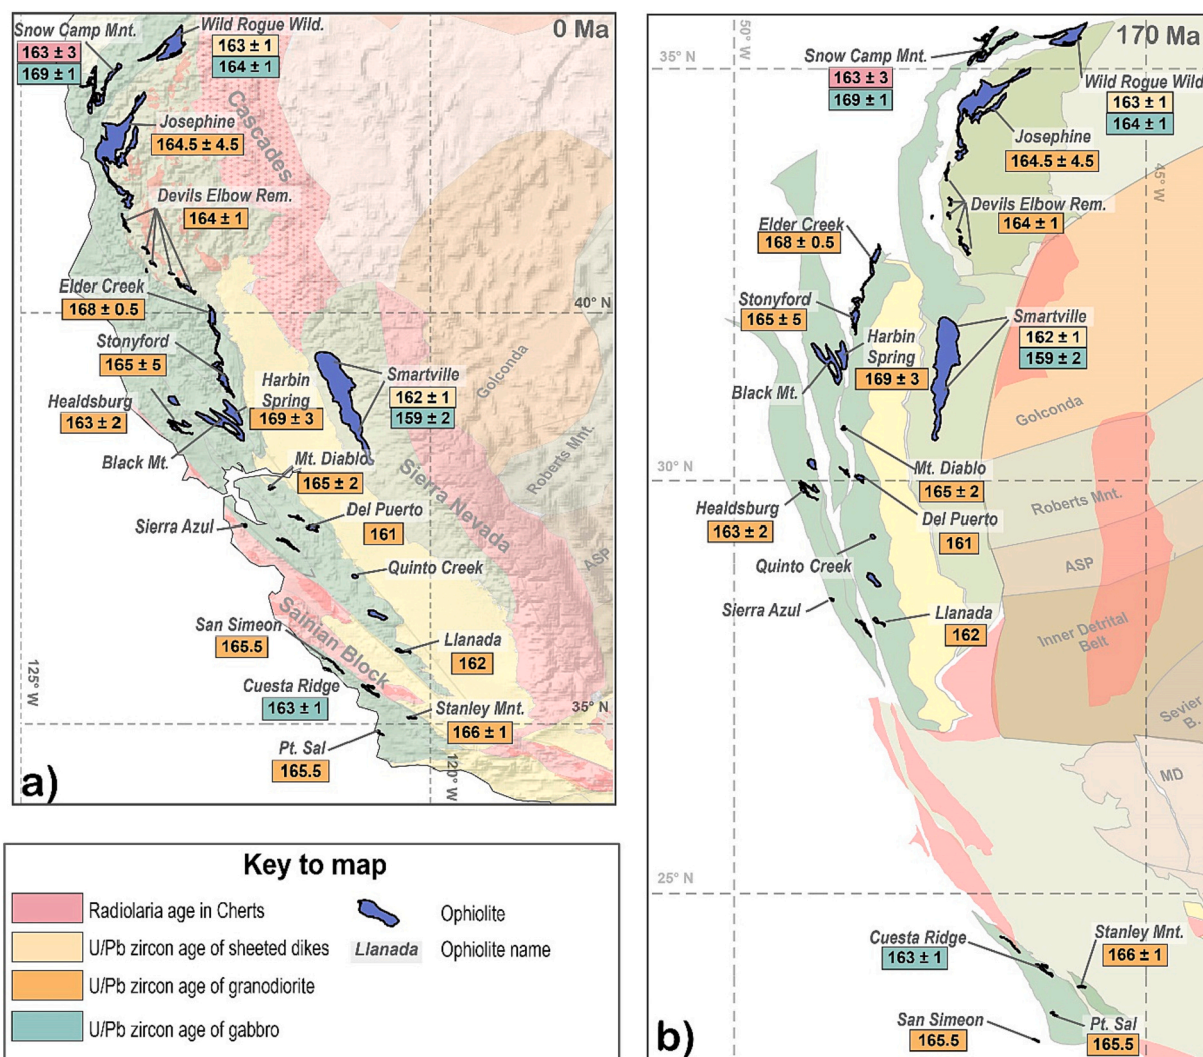 Snow Camp Mnt.
163 ± 3
169 ± 1
Wild Rogue Wild.
163 ± 1
164 ± 1
0 Ma
Cascades
Josephine
164.5 ± 4.5
Devils Elbow Rem.
164 ± 1
Elder Creek
168 ± 0.5
40° N
Stonyford
165 ± 5
Harbin
Spring
169 ± 3
Smartville
162 ± 1
159 ± 2
Golconda
Healdsburg
163 ± 2
Black Mt.
Roberts Mnt.
Mt. Diablo
165 ± 2
Sierra Nevada
Del Puerto
161
Sierra Azul
ASP
Quinto Creek
Sainian Block
San Simeon
165.5
Llanada
162
125° W
Cuesta Ridge
163 ± 1
35° N
Stanley Mnt.
166 ± 1
Pt. Sal
165.5
120° W
a)
Key to map
Radiolaria age in Cherts
Ophiolite
U/Pb zircon age of sheeted dikes
Llanada
Ophiolite name
U/Pb zircon age of granodiorite
U/Pb zircon age of gabbro
50° W
35° N
170 Ma
Snow Camp Mnt.
163 ± 3
169 ± 1
Wild Rogue Wild.
163 ± 1
164 ± 1
Josephine
164.5 ± 4.5
45° W
Devils Elbow Rem.
164 ± 1
Elder Creek
168 ± 0.5
Stonyford
165 ± 5
Harbin
Spring
169 ± 3
Smartville
162 ± 1
159 ± 2
Black Mt.
Golconda
Mt. Diablo
165 ± 2
30° N
Roberts Mnt.
Healdsburg
163 ± 2
Del Puerto
161
Quinto Creek
ASP
Sierra Azul
Llanada
162
Inner Detrital
Belt
Sevier
B.
MD
25° N
Cuesta Ridge
163 ± 1
Stanley Mnt.
166 ± 1
San Simeon
165.5
Pt. Sal
165.5
b)